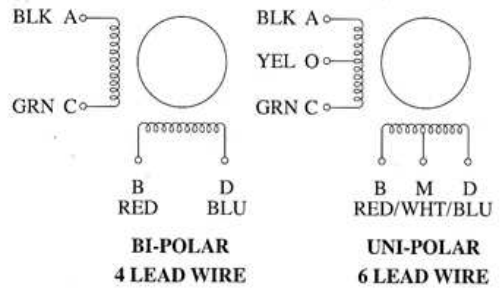 BLK A
GRN C
B D
RED BLU
BI-POLAR
4 LEAD WIRE
BLK A
YEL O
GRN C
B M D
RED/WHT/BLU
UNI-POLAR
6 LEAD WIRE